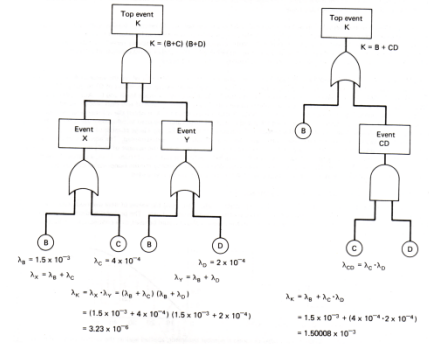 Top event
K
K = (B+C) (B+D)
Event
X
Event
Y
B
C
B
D
λB = 1.5 x 10⁻³
λC = 4 x 10⁻⁴
λD = 2 x 10⁻⁴
λX = λB + λC
λY = λB + λD
λK = λX · λY = (λB + λC) (λB + λD)
= (1.5 x 10⁻³ + 4 x 10⁻⁴) (1.5 x 10⁻³ + 2 x 10⁻⁴)
= 3.23 x 10⁻⁶
Top event
K
K = B + CD
B
Event
CD
C
D
λCD = λC · λD
λK = λB + λC · λD
= 1.5 x 10⁻³ + (4 x 10⁻⁴ · 2 x 10⁻⁴)
= 1.50008 x 10⁻³